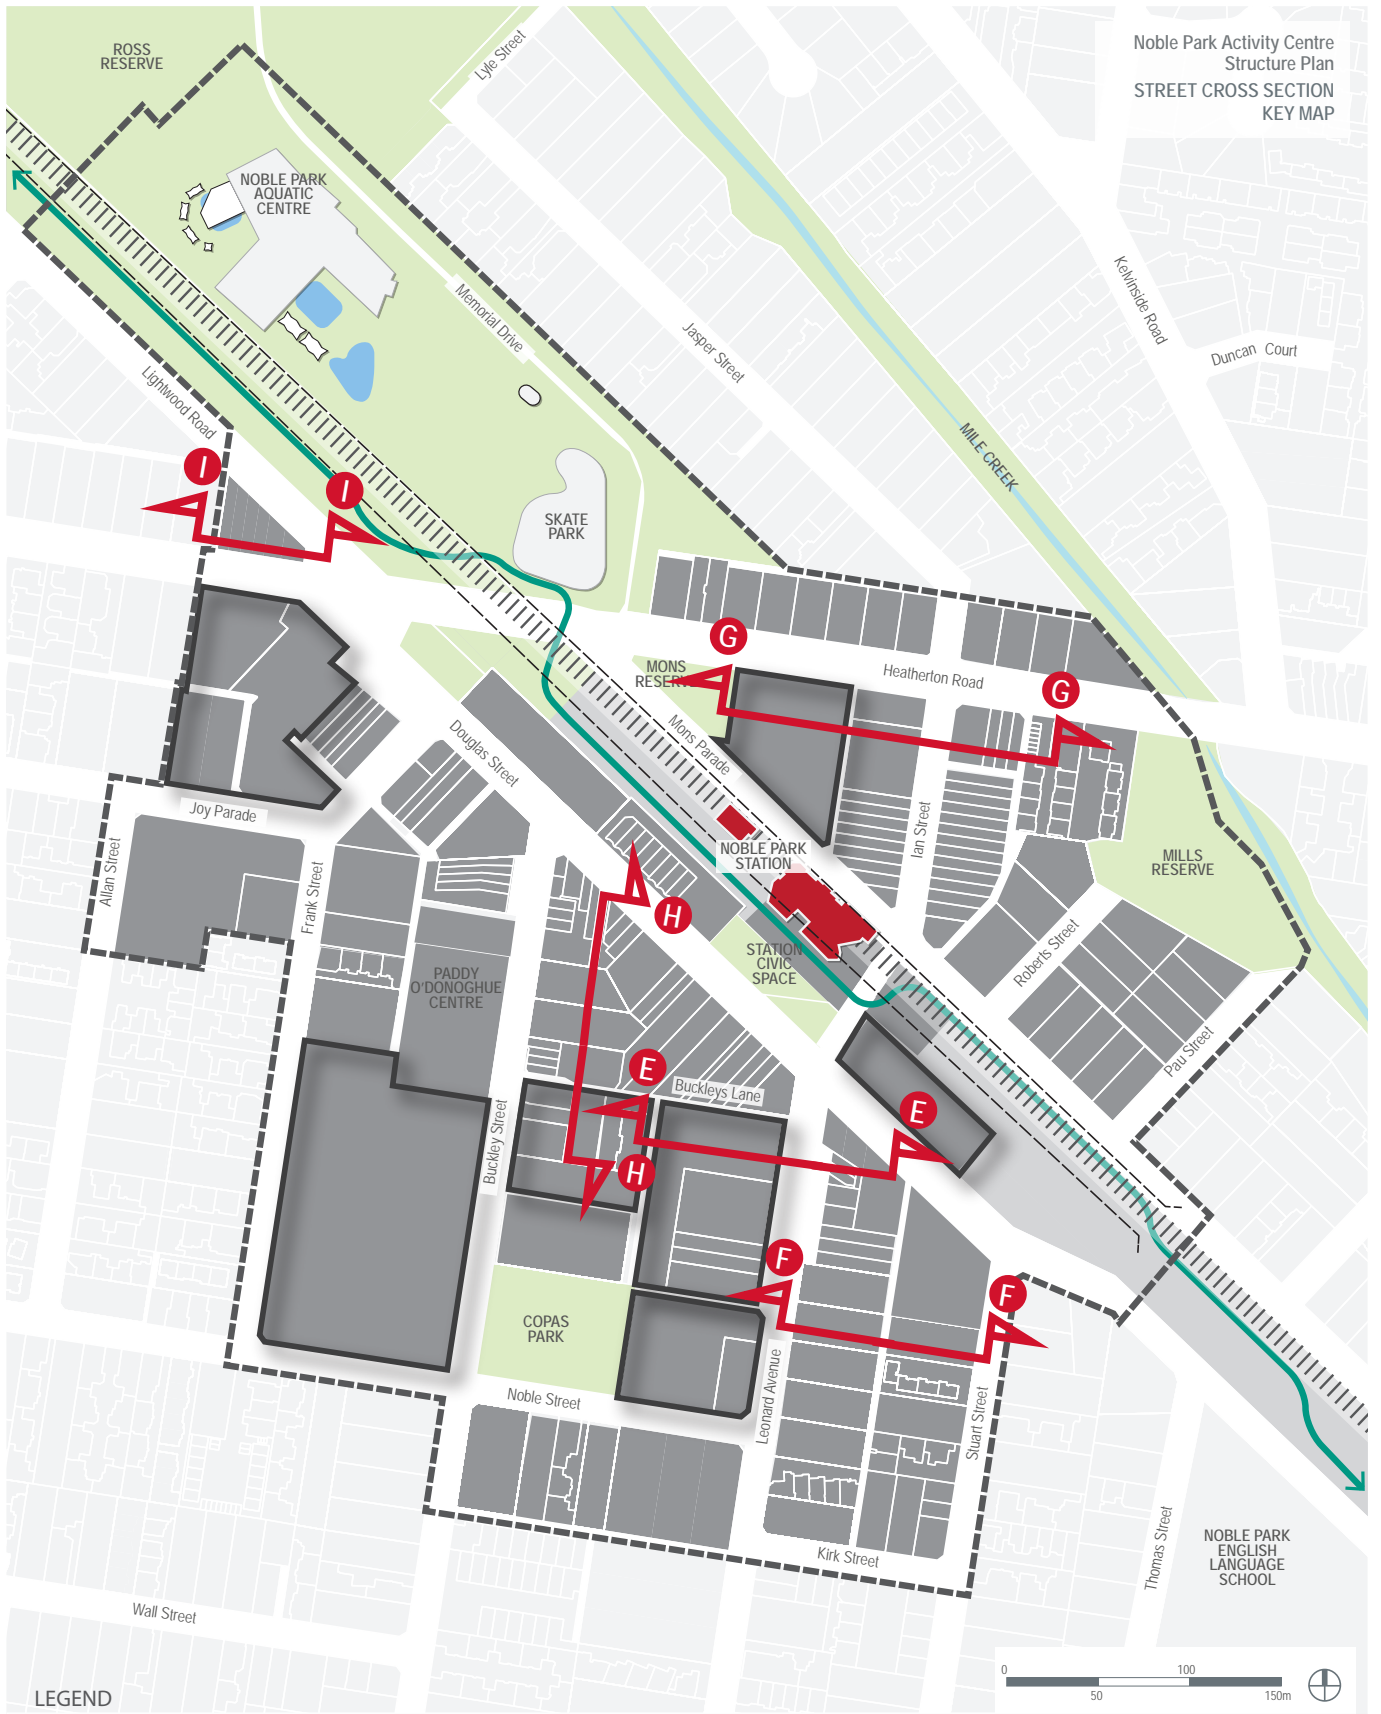 Noble Park Activity Centre
Structure Plan
STREET CROSS SECTION
KEY MAP
ROSS
RESERVE
Lyle Street
NOBLE PARK
AQUATIC
CENTRE
Memorial Drive
Jasper Street
Kelvinside Road
Duncan Court
Lightwood Road
MILE CREEK
I
I
SKATE
PARK
G
MONS
RESERVE
Heatherton Road
G
Mons Parade
Douglas Street
Joy Parade
Ian Street
NOBLE PARK
STATION
MILLS
RESERVE
Allan Street
Frank Street
H
Roberts Street
STATION
CIVIC
SPACE
PADDY
O'DONOGHUE
CENTRE
Pau Street
E
Buckleys Lane
E
Buckley Street
H
F
F
COPAS
PARK
Noble Street
Leonard Avenue
Stuart Street
Kirk Street
Thomas Street
NOBLE PARK
ENGLISH
LANGUAGE
SCHOOL
Wall Street
0
100
50
150m
LEGEND